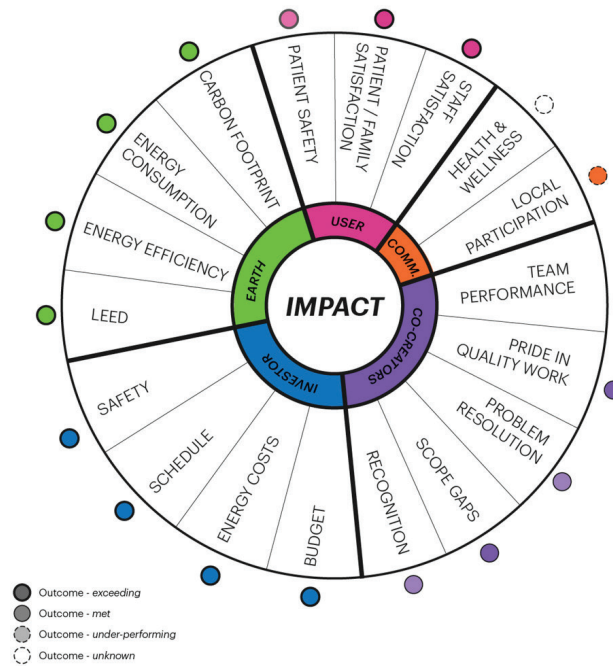 PATIENT SAFETY
PATIENT / FAMILY
SATISFACTION
STAFF
SATISFACTION
HEALTH &
WELLNESS
LOCAL
PARTICIPATION
TEAM
PERFORMANCE
PRIDE IN
QUALITY WORK
PROBLEM
RESOLUTION
SCOPE GAPS
RECOGNITION
BUDGET
ENERGY COSTS
SCHEDULE
SAFETY
LEED
ENERGY EFFICIENCY
ENERGY
CONSUMPTION
CARBON FOOTPRINT
USER
COMM.
CO-CREATORS
INVESTOR
EARTH
IMPACT
Outcome - exceeding
Outcome - met
Outcome - under-performing
Outcome - unknown